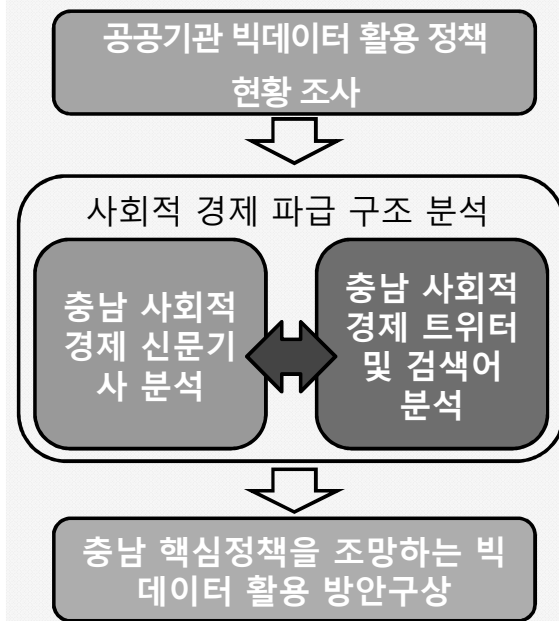 공공기관 빅데이터 활용 정책
현황 조사
사회적 경제 파급 구조 분석
충남 사회적
경제 신문기
사 분석
충남 사회적
경제 트위터
및 검색어
분석
충남 핵심정책을 조망하는 빅
데이터 활용 방안구상